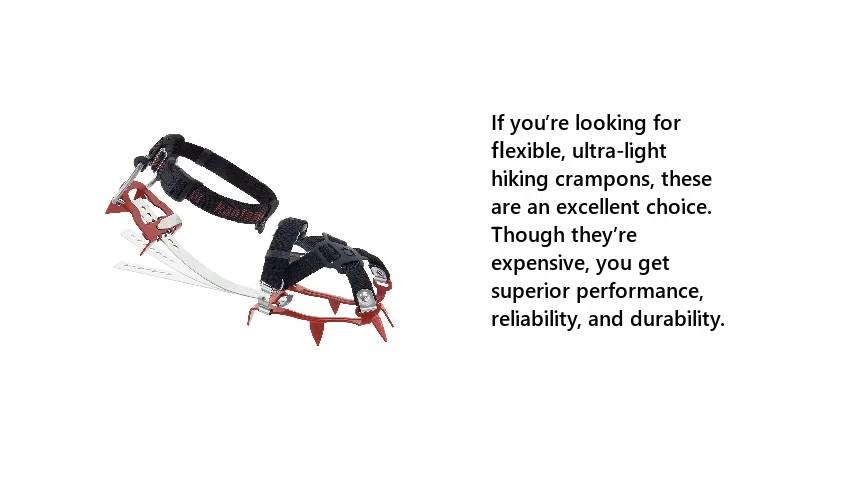 If you’re looking for
flexible, ultra-light
hiking crampons, these
are an excellent choice.
Though they’re
expensive, you get
superior performance,
reliability, and durability.